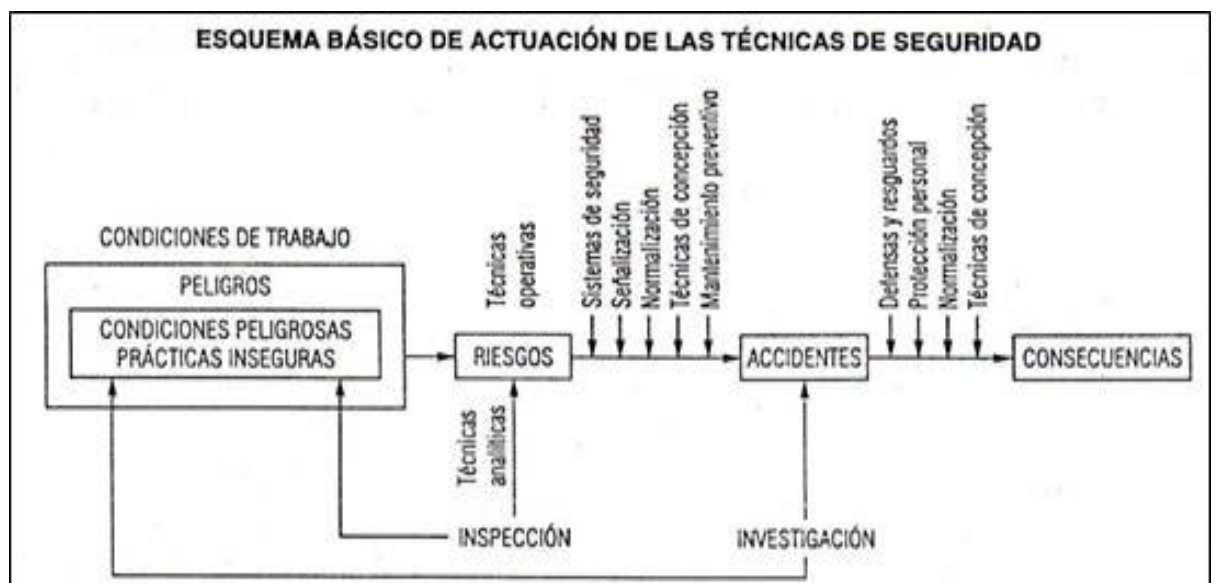 ESQUEMA BÁSICO DE ACTUACIÓN DE LAS TÉCNICAS DE SEGURIDAD
CONDICIONES DE TRABAJO
PELIGROS
CONDICIONES PELIGROSAS
PRÁCTICAS INSEGURAS
Técnicas
operativas
RIESGOS
Técnicas
analíticas
Sistemas de seguridad
Señalización
Normalización
Técnicas de concepción
Mantenimiento preventivo
ACCIDENTES
Defensas y resguardos
Protección personal
Normalización
Técnicas de concepción
CONSECUENCIAS
INSPECCIÓN
INVESTIGACIÓN